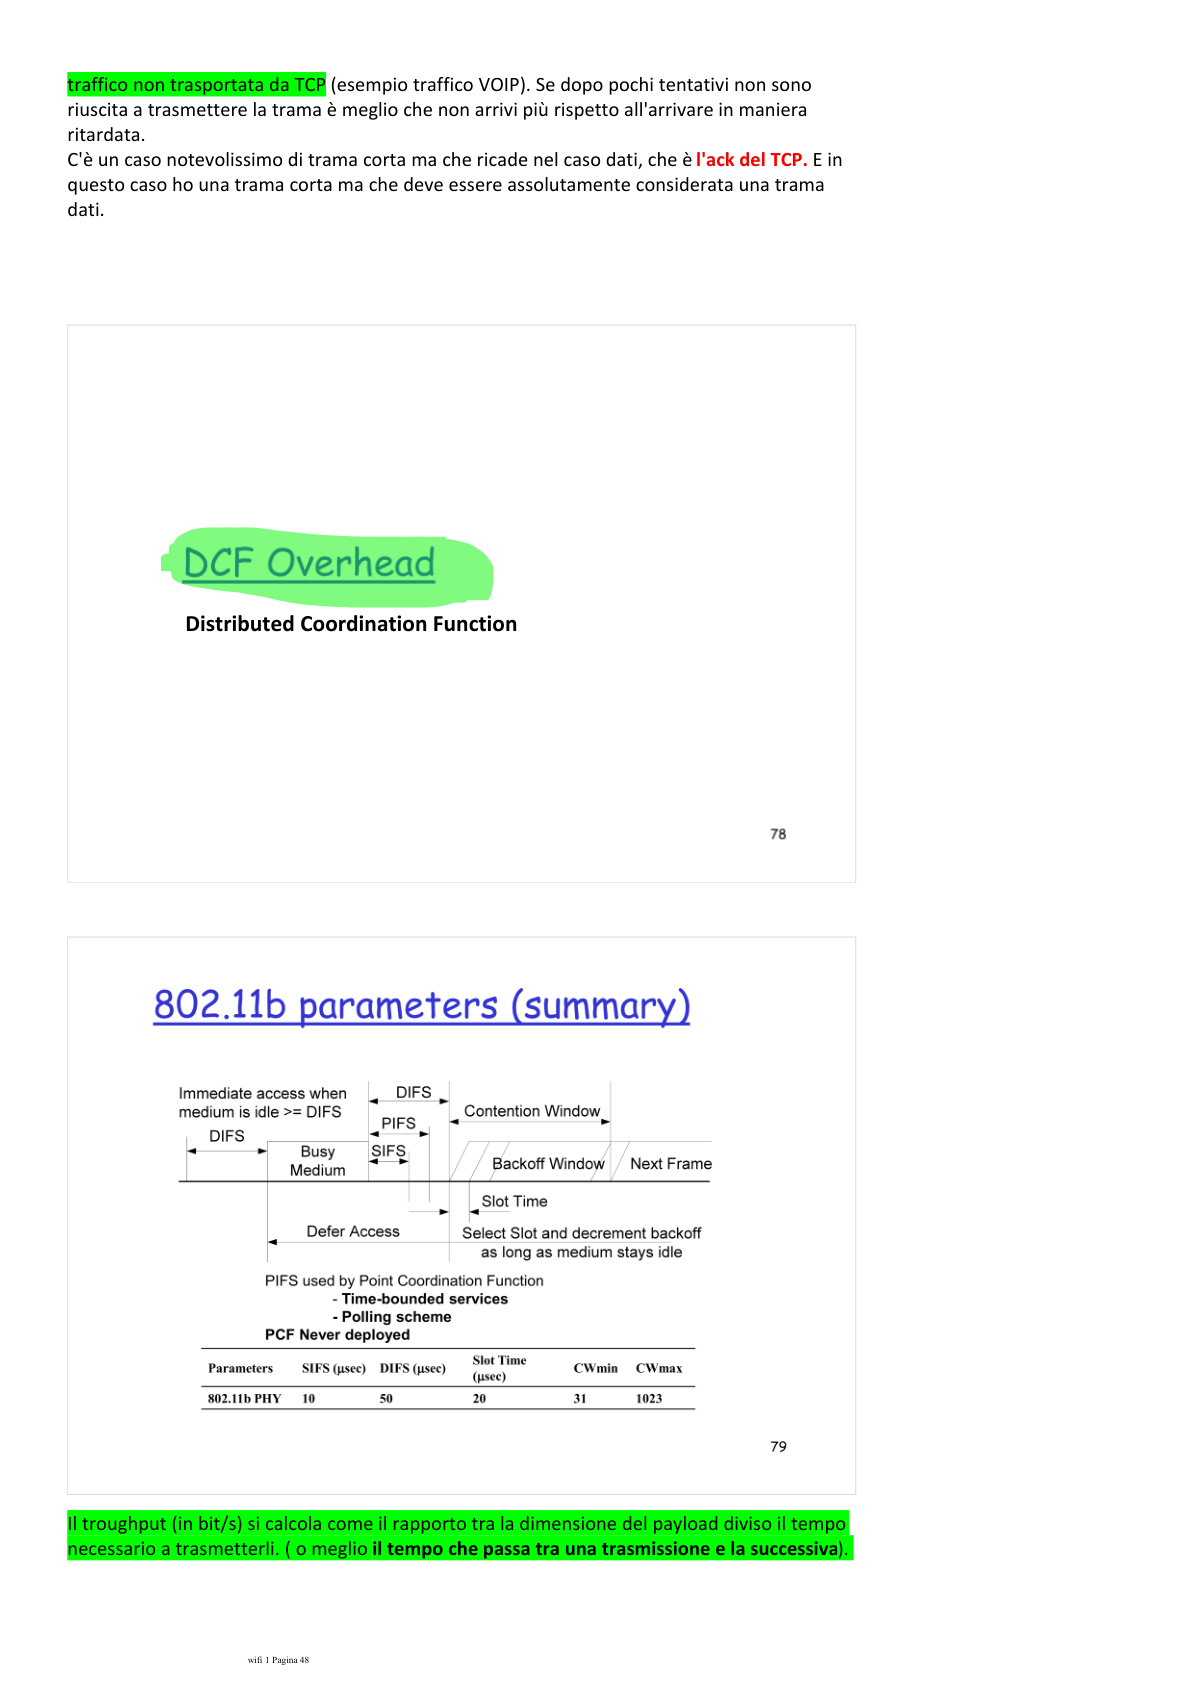 traffico non trasportata da TCP (esempio traffico VOIP). Se dopo pochi tentativi non sono
riuscita a trasmettere la trama è meglio che non arrivi più rispetto all'arrivare in maniera
ritardata.
C'è un caso notevolissimo di trama corta ma che ricade nel caso dati, che è l'ack del TCP. E in
questo caso ho una trama corta ma che deve essere assolutamente considerata una trama
dati.
DCF Overhead
Distributed Coordination Function
78
802.11b parameters (summary)
Immediate access when
medium is idle >= DIFS
DIFS
DIFS
Contention Window
PIFS
Busy
Medium
SIFS
Backoff Window
Next Frame
Slot Time
Defer Access
Select Slot and decrement backoff
as long as medium stays idle
PIFS used by Point Coordination Function
- Time-bounded services
- Polling scheme
PCF Never deployed
Parameters SIFS (µsec) DIFS (µsec) Slot Time (µsec) CWmin CWmax
802.11b PHY 10 50 20 31 1023
79
Il troughput (in bit/s) si calcola come il rapporto tra la dimensione del payload diviso il tempo
necessario a trasmetterli. ( o meglio il tempo che passa tra una trasmissione e la successiva).
wifi 1 Pagina 48